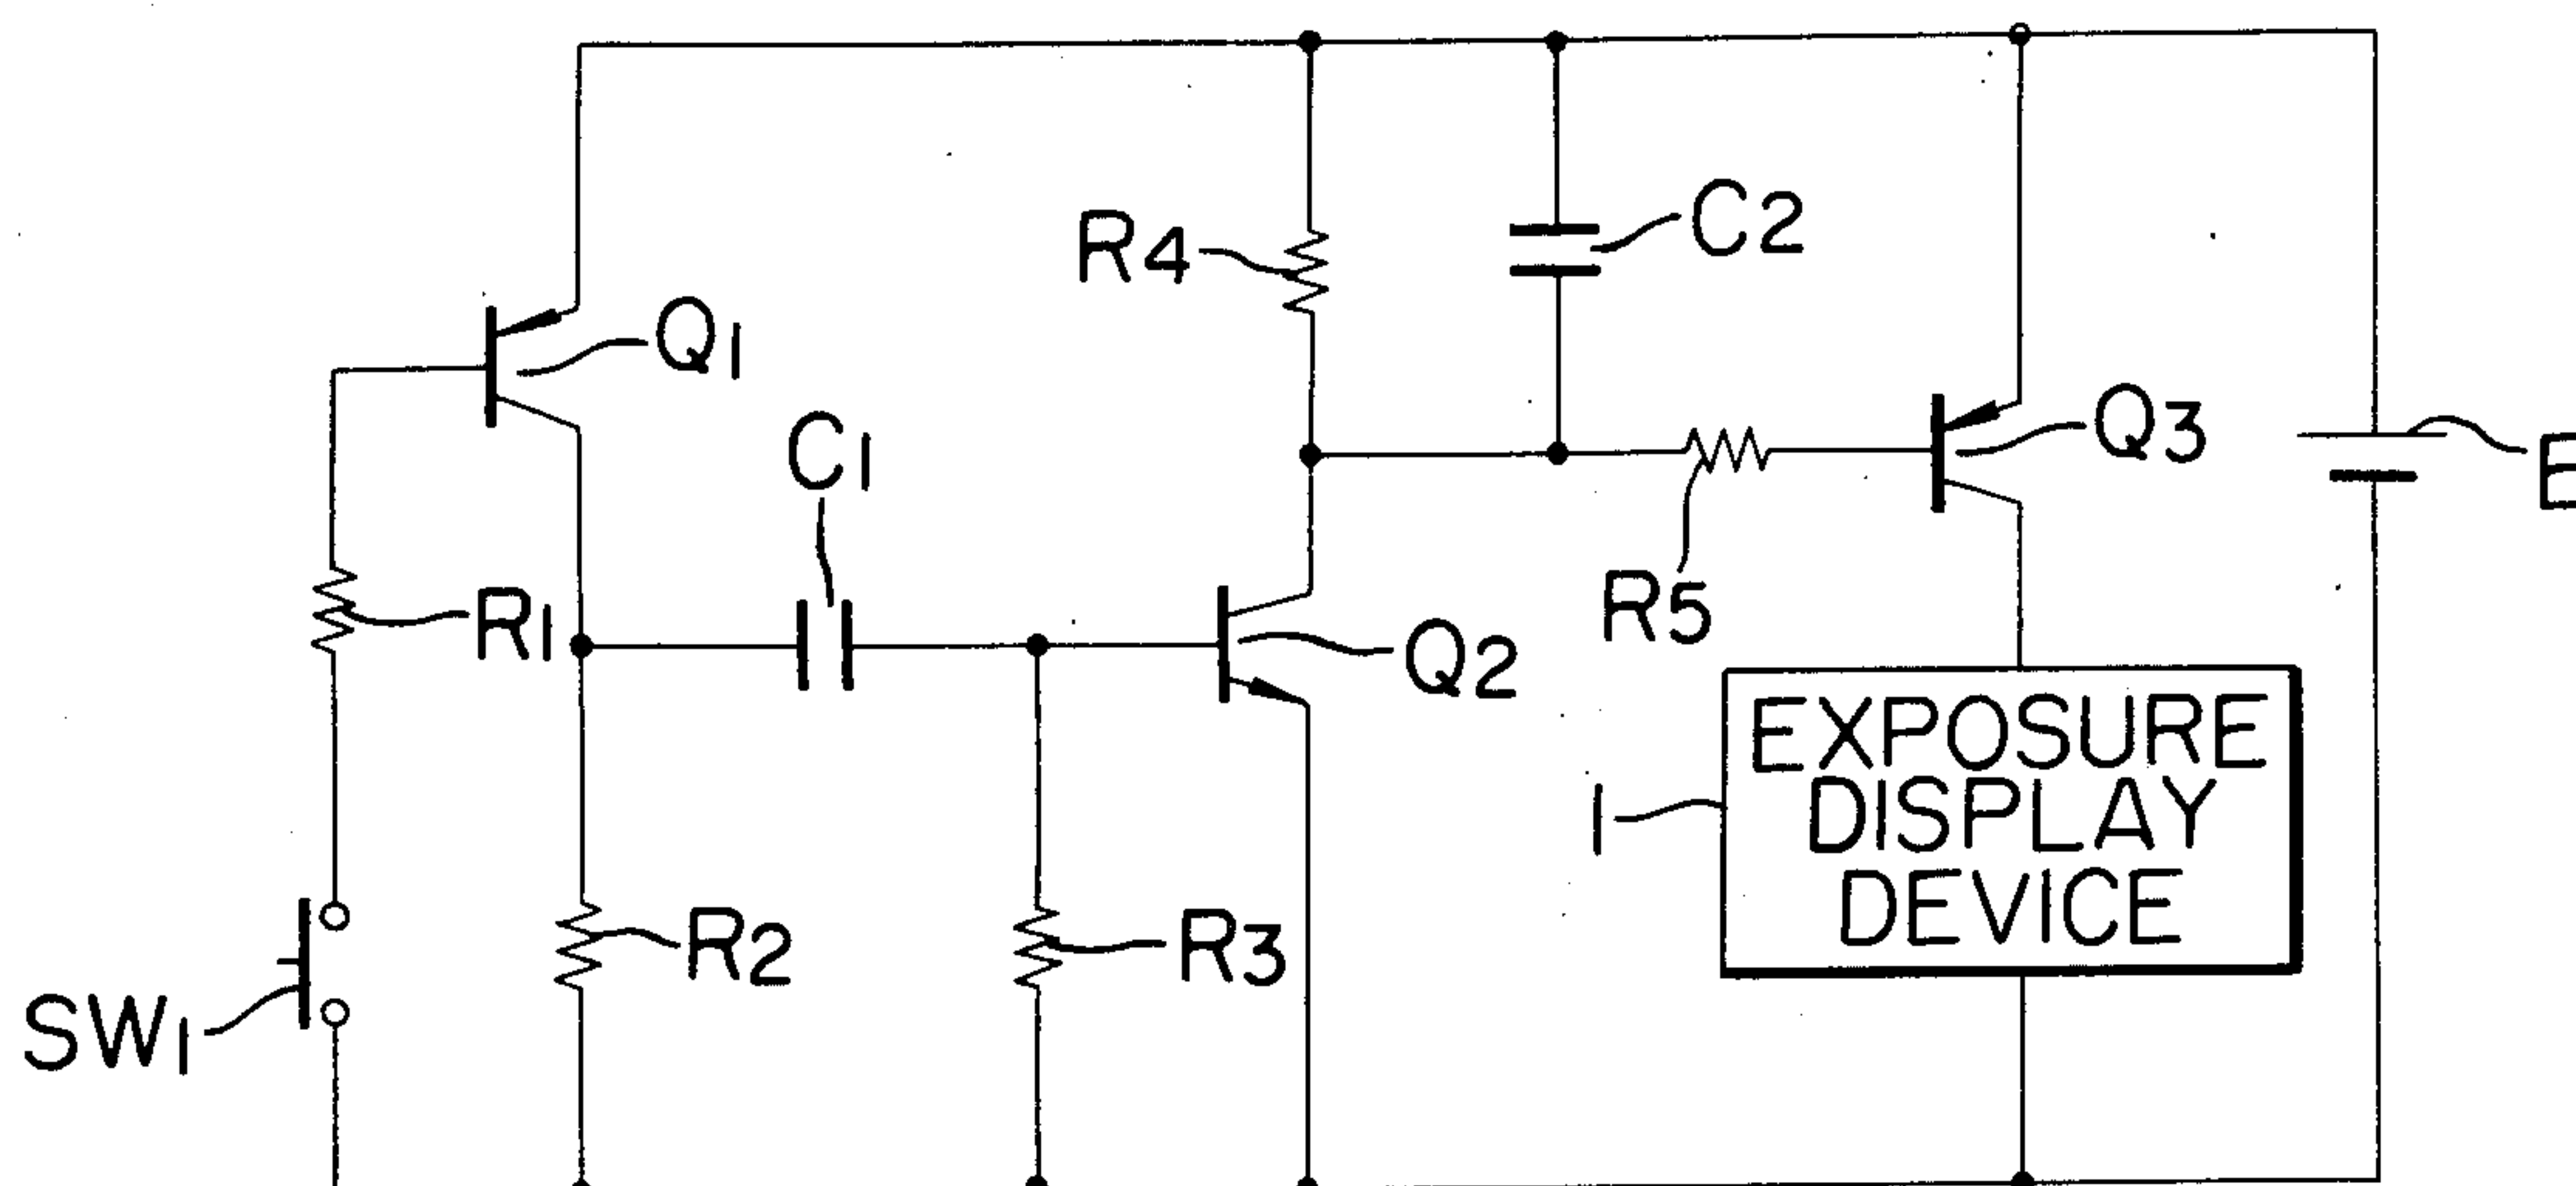 C2
R4
Q1
Q3
E
C1
R1
R5
Q2
EXPOSURE
DISPLAY
DEVICE
1
R2
R3
SW1